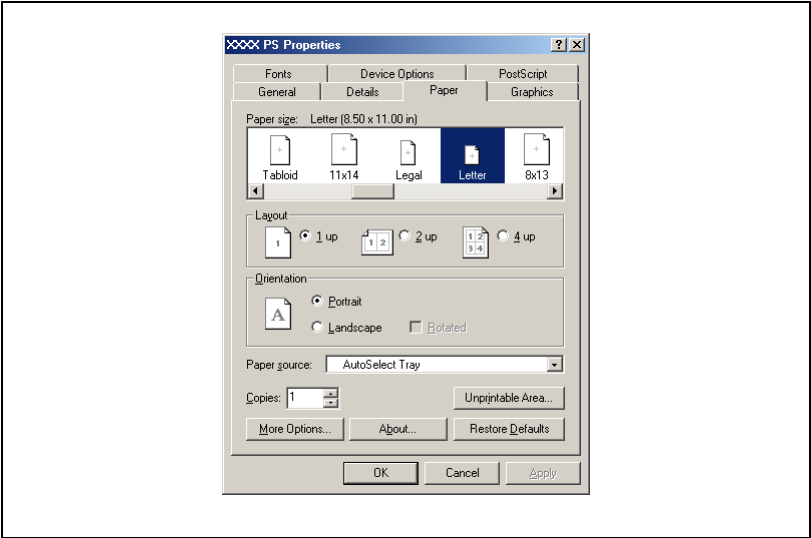 XXXX PS Properties
Fonts Device Options PostScript
General Details Paper Graphics
Paper size: Letter (8.50 x 11.00 in)
Tabloid 11x14 Legal Letter 8x13
Layout
1 1 up 1 2 2 up 1 2 3 4 4 up
Orientation
A Portrait
Landscape Rotated
Paper source: AutoSelect Tray
Copies: 1 Unprintable Area...
More Options... About... Restore Defaults
OK Cancel Apply